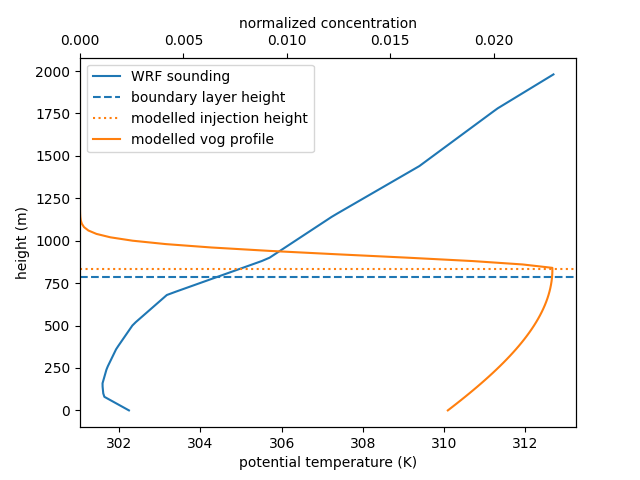 normalized concentration
0.000 0.005 0.010 0.015 0.020
WRF sounding
boundary layer height
modelled injection height
modelled vog profile
height (m)
2000
1750
1500
1250
1000
750
500
250
0
302 304 306 308 310 312
potential temperature (K)